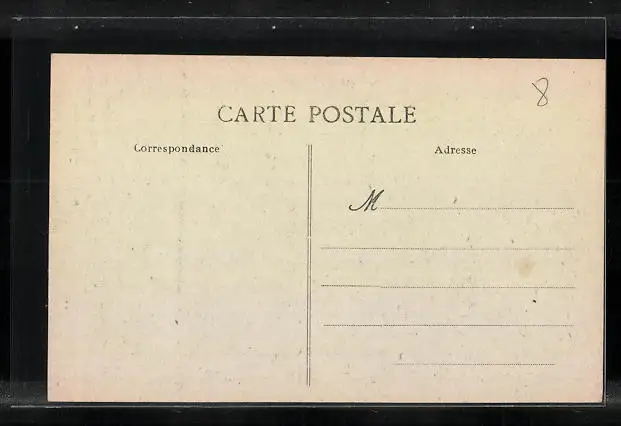 8
CARTE POSTALE
Correspondance
Adresse
M